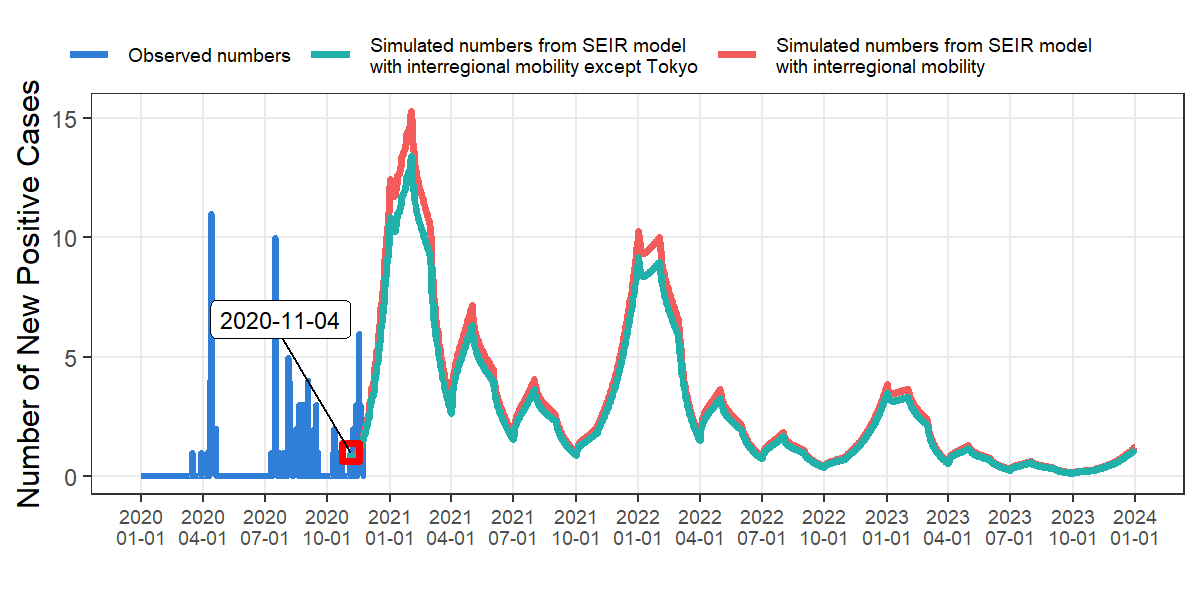 Observed numbers
Simulated numbers from SEIR model
with interregional mobility except Tokyo
Simulated numbers from SEIR model
with interregional mobility
Number of New Positive Cases
15
10
5
0
2020-11-04
2020 2020 2020 2020 2021 2021 2021 2021 2022 2022 2022 2022 2023 2023 2023 2023 2024
01-01 04-01 07-01 10-01 01-01 04-01 07-01 10-01 01-01 04-01 07-01 10-01 01-01 04-01 07-01 10-01 01-01